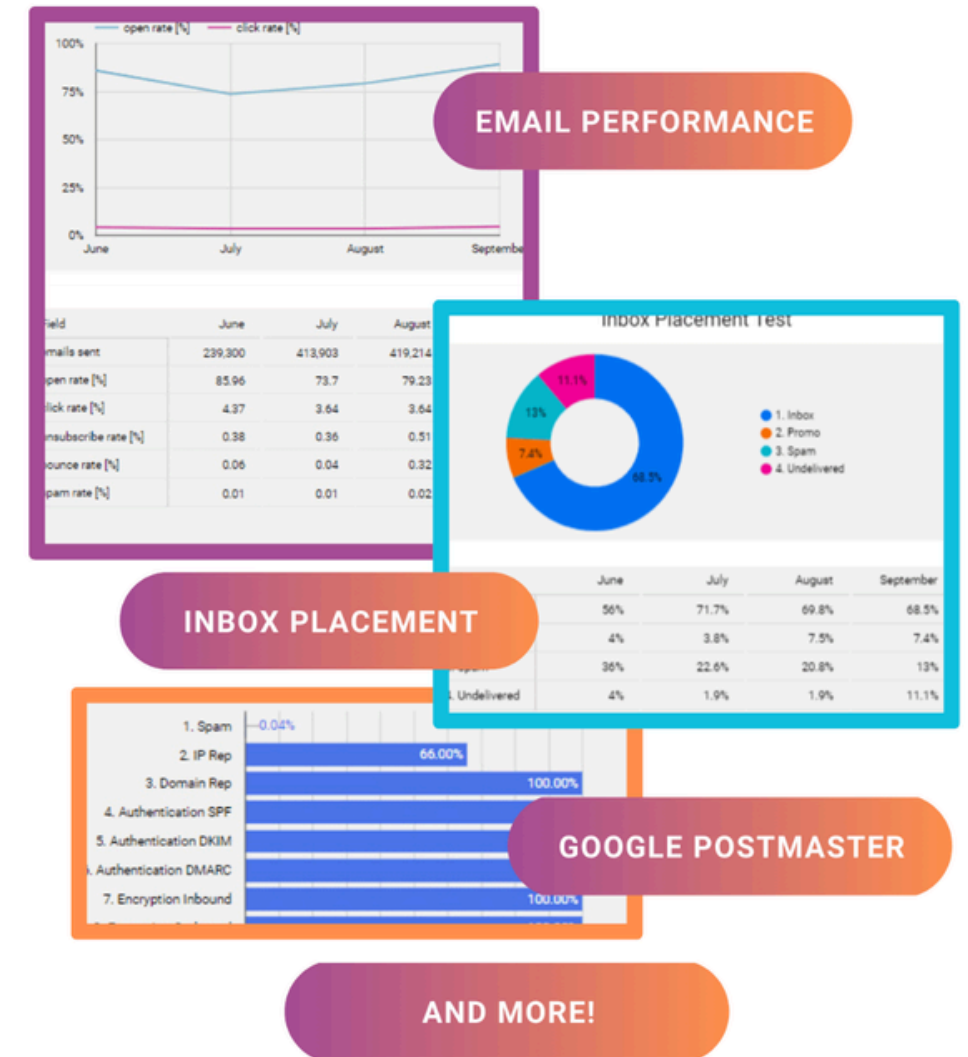 open rate [%] click rate [%]
100%
75%
50%
25%
0%
June July August Septembe
EMAIL PERFORMANCE
ield June July August
mails sent 239,300 413,903 419,214
pen rate [%] 85.96 73.7 79.23
lick rate [%] 4.37 3.64 3.64
nsubscribe rate [%] 0.38 0.36 0.51
ounce rate [%] 0.06 0.04 0.32
pam rate [%] 0.01 0.01 0.02
Inbox Placement Test
11.1%
13%
7.4%
68.5%
1. Inbox
2. Promo
3. Spam
4. Undelivered
June July August September
56% 71.7% 69.8% 68.5%
4% 3.8% 7.5% 7.4%
36% 22.6% 20.8% 13%
4. Undelivered 4% 1.9% 1.9% 11.1%
INBOX PLACEMENT
1. Spam 0.04%
2. IP Rep 66.00%
3. Domain Rep 100.00%
4. Authentication SPF
5. Authentication DKIM
. Authentication DMARC
7. Encryption Inbound 100.00%
GOOGLE POSTMASTER
AND MORE!